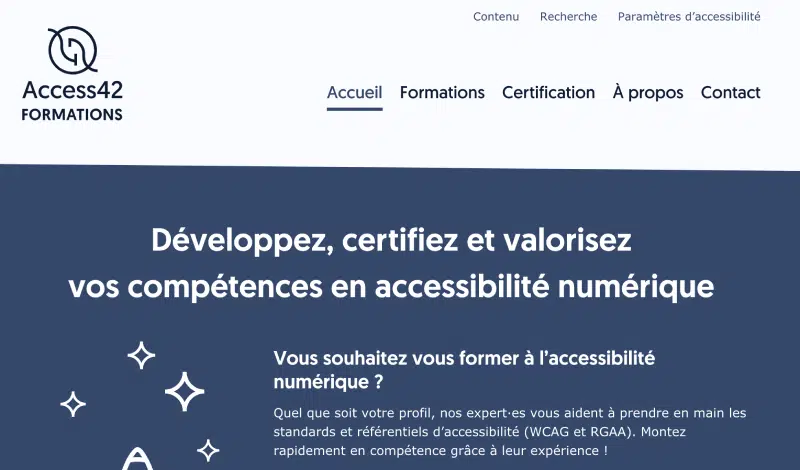 Contenu Recherche Paramètres d’accessibilité
Access42
FORMATIONS
Accueil Formations Certification À propos Contact
Développez, certifiez et valorisez
vos compétences en accessibilité numérique
Vous souhaitez vous former à l’accessibilité
numérique ?
Quel que soit votre profil, nos expert·es vous aident à prendre en main les
standards et référentiels d’accessibilité (WCAG et RGAA). Montez
rapidement en compétence grâce à leur expérience !